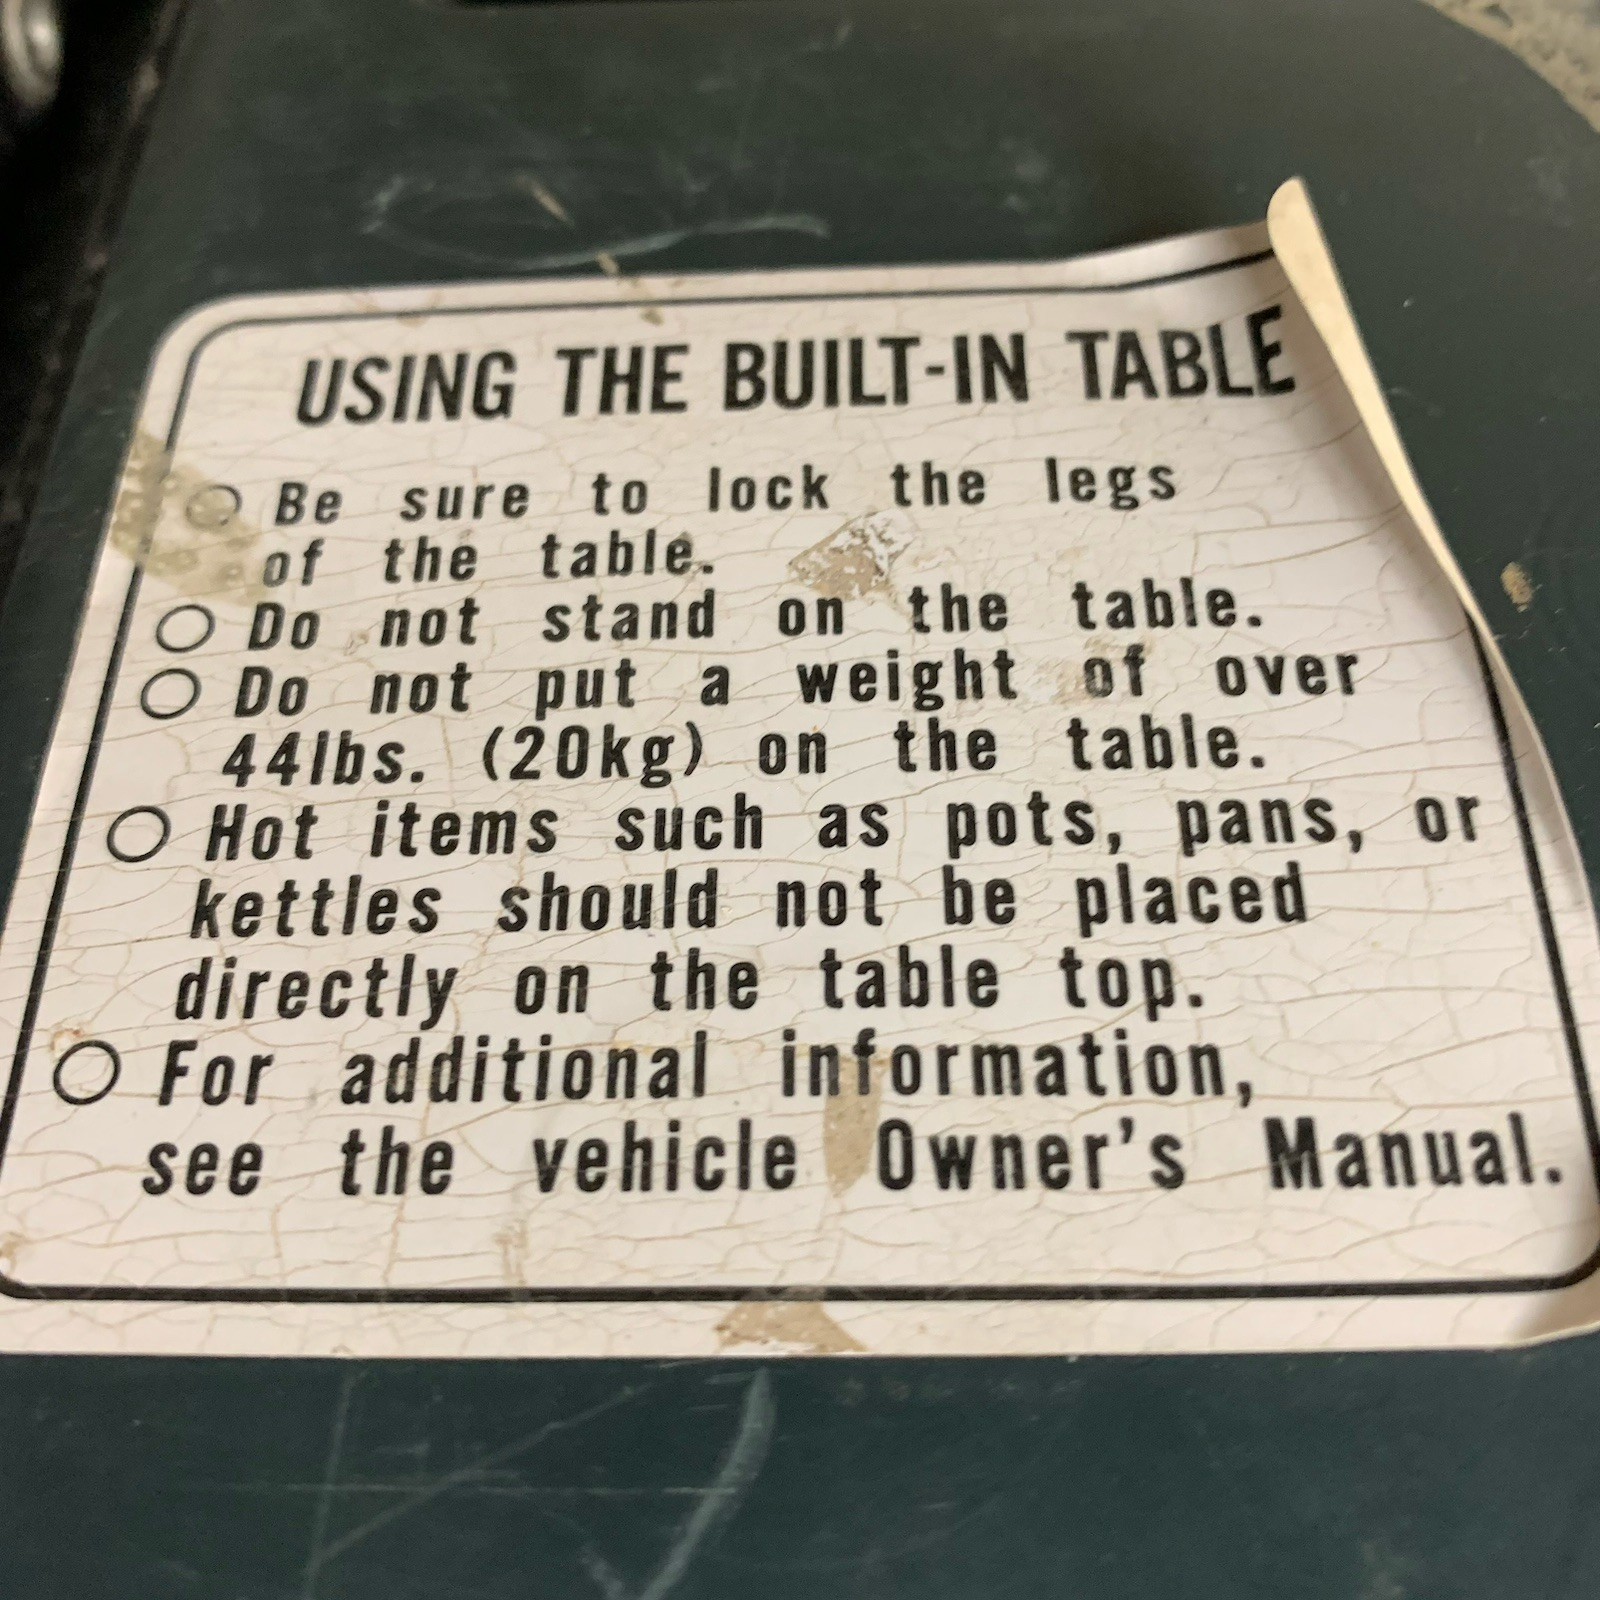 USING THE BUILT-IN TABLE
○ Be sure to lock the legs
of the table.
○ Do not stand on the table.
○ Do not put a weight of over
44lbs. (20kg) on the table.
○ Hot items such as pots, pans, or
kettles should not be placed
directly on the table top.
○ For additional information,
see the vehicle Owner's Manual.